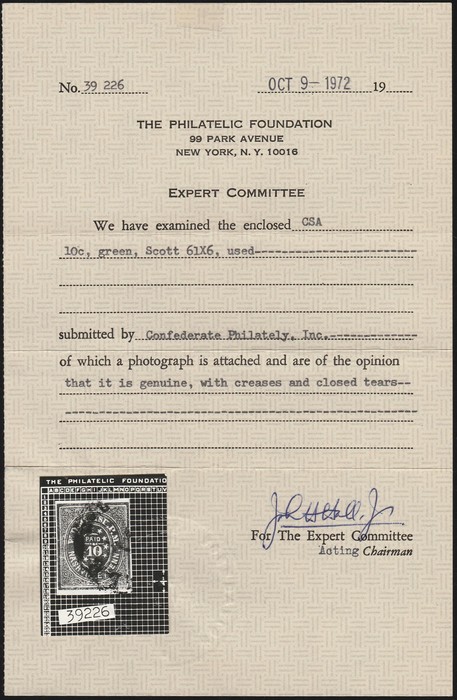 No. 39 226 OCT 9-1972 19
THE PHILATELIC FOUNDATION
99 PARK AVENUE
NEW YORK, N. Y. 10016
EXPERT COMMITTEE
We have examined the enclosed CSA
10c, green, Scott 61X6, used
submitted by Confederate Philately, Inc.
of which a photograph is attached and are of the opinion
that it is genuine, with creases and closed tears--
THE PHILATELIC FOUNDATIO
ABCDEFGHIJKLMNOPQRSTUV
PAID
10
39226
For The Expert Committee
Acting Chairman